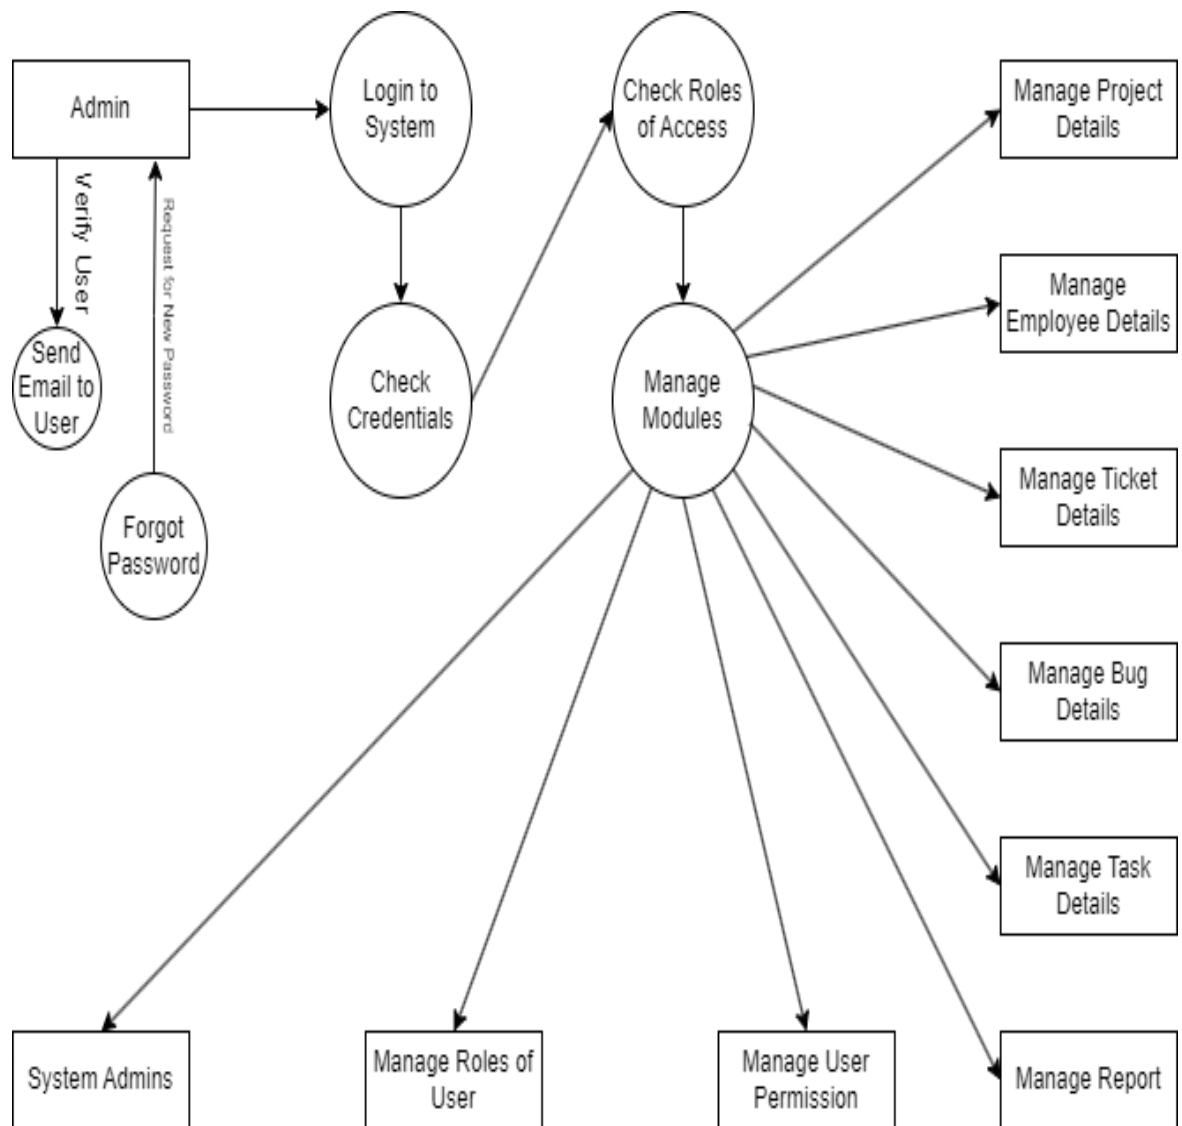 Admin
Login to
System
Check Roles
of Access
Manage Project
Details
Verify User
Request for New Password
Manage
Employee Details
Send
Email to
User
Check
Credentials
Manage
Modules
Manage Ticket
Details
Forgot
Password
Manage Bug
Details
Manage Task
Details
System Admins
Manage Roles of
User
Manage User
Permission
Manage Report